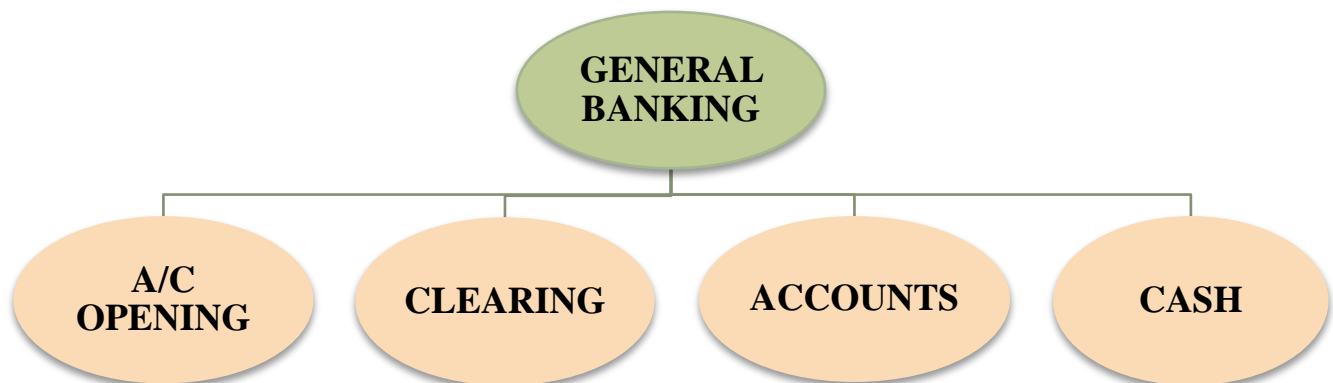 GENERAL
BANKING
A/C
OPENING
CLEARING
ACCOUNTS
CASH